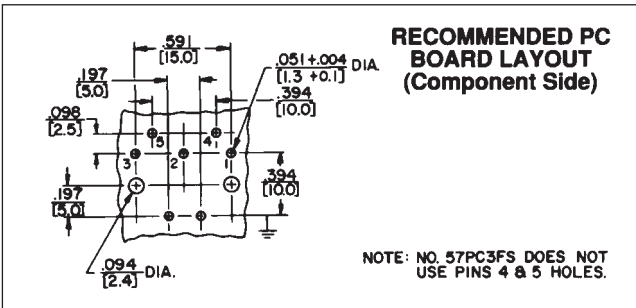 RECOMMENDED PC
BOARD LAYOUT
(Component Side)
.591
[15.0]
.051+.004 DIA.
[1.3 +0.1]
.197
[5.0]
.394
[10.0]
.098
[2.5]
5
4
3
2
1
.394
[10.0]
.197
[5.0]
.094 DIA.
[2.4]
NOTE: NO. 57PC3FS DOES NOT
USE PINS 4 & 5 HOLES.